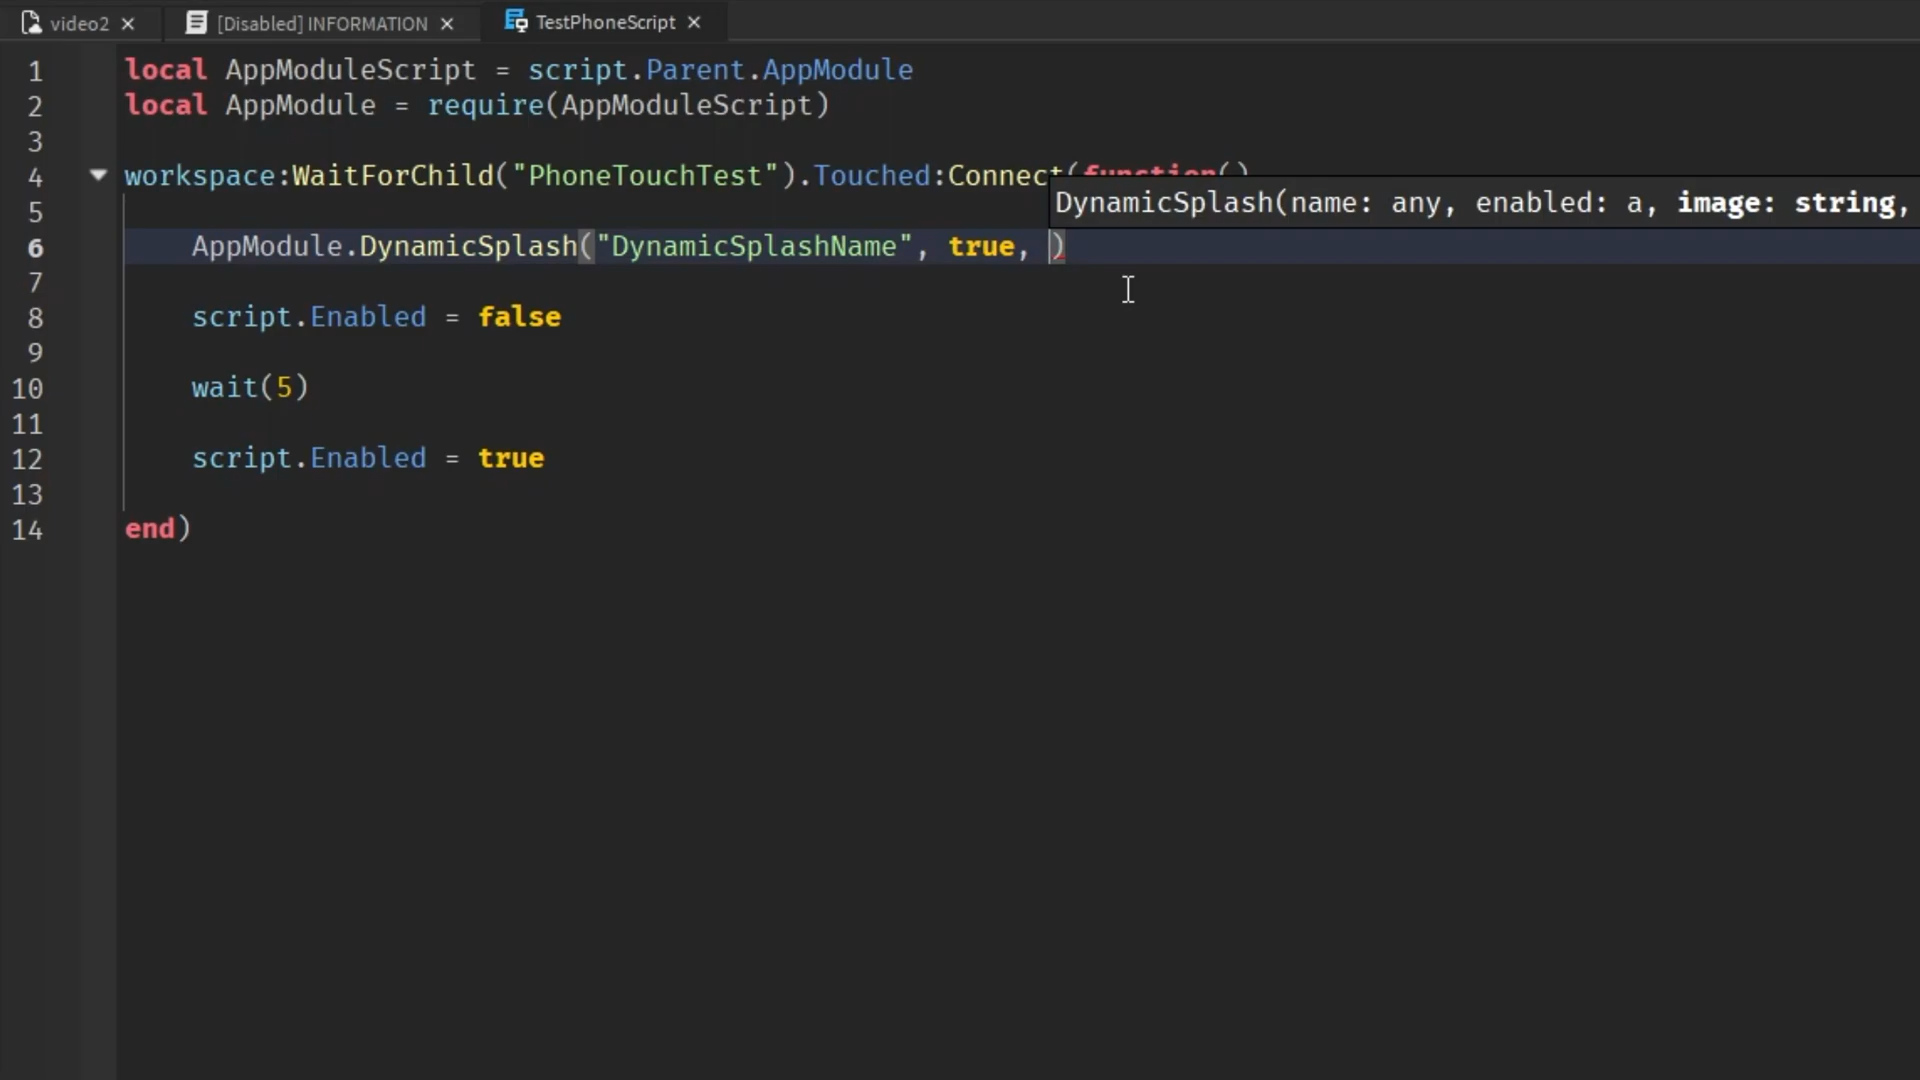 video2 [Disabled] INFORMATION TestPhoneScript
1 local AppModuleScript = script.Parent.AppModule
2 local AppModule = require(AppModuleScript)
3
4 workspace:WaitForChild("PhoneTouchTest").Touched:Connect(function()
DynamicSplash(name: any, enabled: a, image: string,
5
6 AppModule.DynamicSplash("DynamicSplashName", true, )
7
8 script.Enabled = false
9
10 wait(5)
11
12 script.Enabled = true
13
14 end)